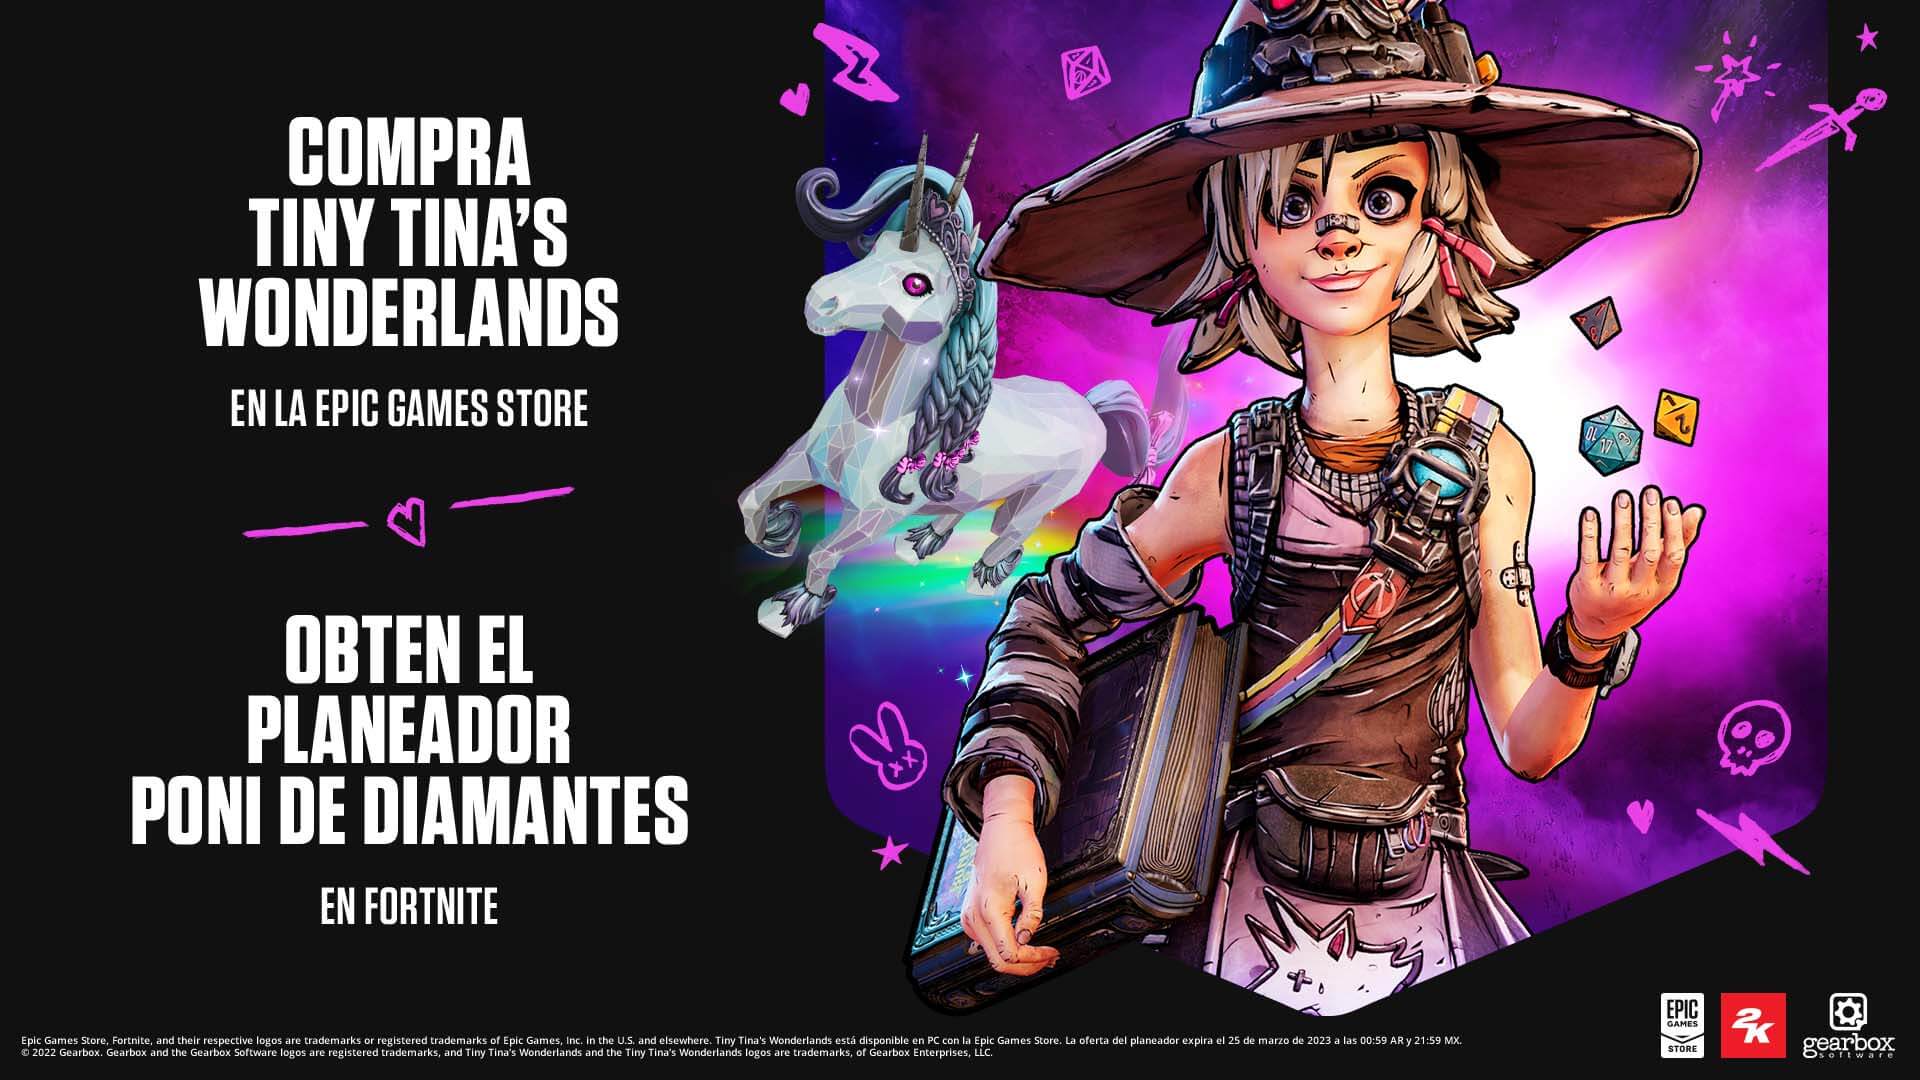 COMPRA
TINY TINA'S
WONDERLANDS
EN LA EPIC GAMES STORE
OBTEN EL
PLANEADOR
PONI DE DIAMANTES
EN FORTNITE
Epic Games Store, Fortnite, and their respective logos are trademarks or registered trademarks of Epic Games, Inc. in the U.S. and elsewhere. Tiny Tina's Wonderlands está disponible en PC con la Epic Games Store. La oferta del planeador expira el 25 de marzo de 2023 a las 00:59 AR y 21:59 MX.
© 2022 Gearbox. Gearbox and the Gearbox Software logos are registered trademarks, and Tiny Tina's Wonderlands and the Tiny Tina's Wonderlands logos are trademarks, of Gearbox Enterprises, LLC.
EPIC
GAMES
STORE
2K
gearbox
software